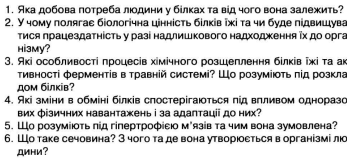 1. Яка добова потреба людини у білках та від чого вона залежить?
2. У чому полягає біологічна цінність білків їжі та чи буде підвищува
тися працездатність у разі надлишкового надходження їх до орга
нізму?
3. Які особливості процесів хімічного розщеплення білків їжі та ак
тивності ферментів в травній системі? Що розуміють під розкла
дом білків?
4. Які зміни в обміні білків спостерігаються під впливом одноразо
вих фізичних навантажень і за адаптації до них?
5. Що розуміють під гіпертрофією м'язів та чим вона зумовлена?
6. Що таке сечовина? З чого та де вона утворюється в організмі лю
дини?